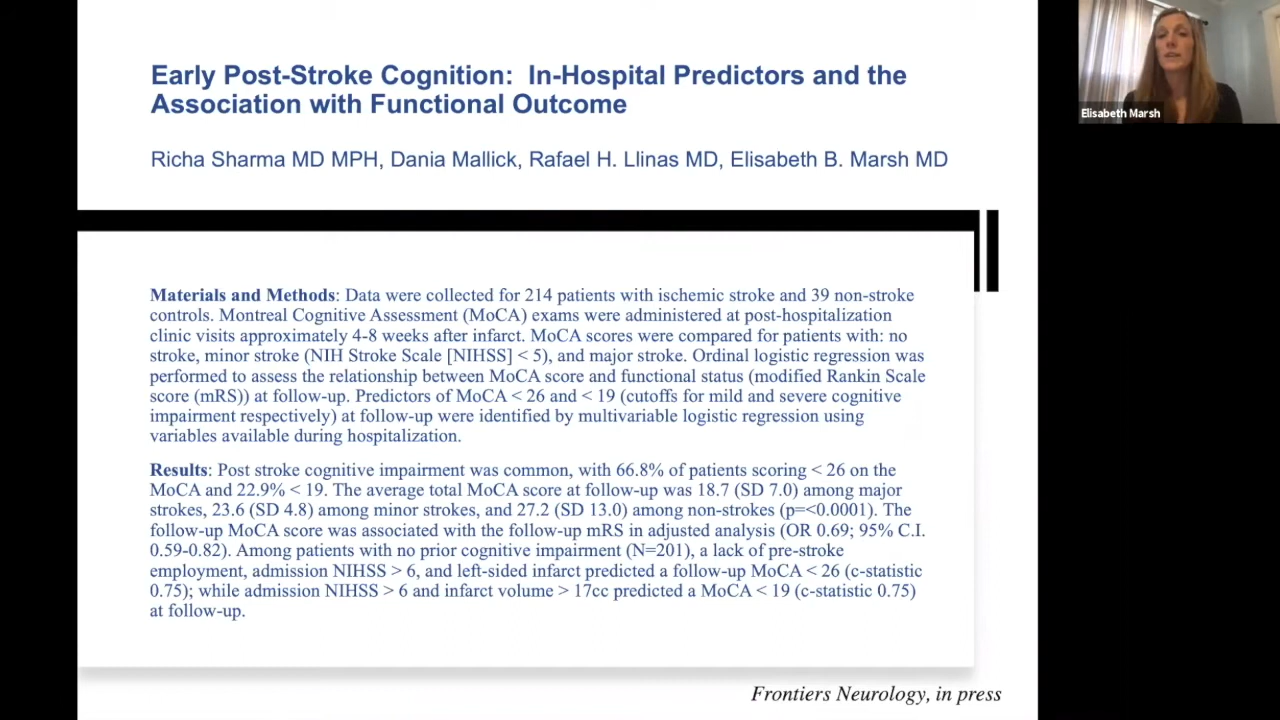 Early Post-Stroke Cognition: In-Hospital Predictors and the
Association with Functional Outcome
Richa Sharma MD MPH, Dania Mallick, Rafael H. Llinas MD, Elisabeth B. Marsh MD
Elisabeth Marsh
Materials and Methods: Data were collected for 214 patients with ischemic stroke and 39 non-stroke
controls. Montreal Cognitive Assessment (MoCA) exams were administered at post-hospitalization
clinic visits approximately 4-8 weeks after infarct. MoCA scores were compared for patients with: no
stroke, minor stroke (NIH Stroke Scale [NIHSS] < 5), and major stroke. Ordinal logistic regression was
performed to assess the relationship between MoCA score and functional status (modified Rankin Scale
score (mRS)) at follow-up. Predictors of MoCA < 26 and < 19 (cutoffs for mild and severe cognitive
impairment respectively) at follow-up were identified by multivariable logistic regression using
variables available during hospitalization.
Results: Post stroke cognitive impairment was common, with 66.8% of patients scoring < 26 on the
MoCA and 22.9% < 19. The average total MoCA score at follow-up was 18.7 (SD 7.0) among major
strokes, 23.6 (SD 4.8) among minor strokes, and 27.2 (SD 13.0) among non-strokes (p=<0.0001). The
follow-up MoCA score was associated with the follow-up mRS in adjusted analysis (OR 0.69; 95% C.I.
0.59-0.82). Among patients with no prior cognitive impairment (N=201), a lack of pre-stroke
employment, admission NIHSS > 6, and left-sided infarct predicted a follow-up MoCA < 26 (c-statistic
0.75); while admission NIHSS > 6 and infarct volume > 17cc predicted a MoCA < 19 (c-statistic 0.75)
at follow-up.
Frontiers Neurology, in press